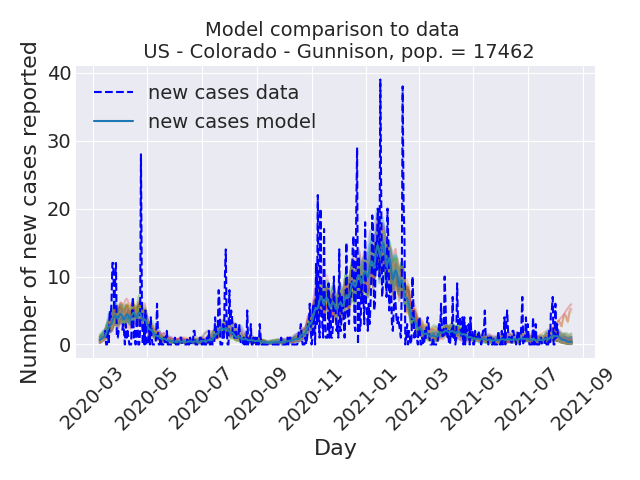 Model comparison to data
US - Colorado - Gunnison, pop. = 17462
Number of new cases reported
40
30
20
10
0
new cases data
new cases model
2020-03
2020-05
2020-07
2020-09
2020-11
2021-01
2021-03
2021-05
2021-07
2021-09
Day